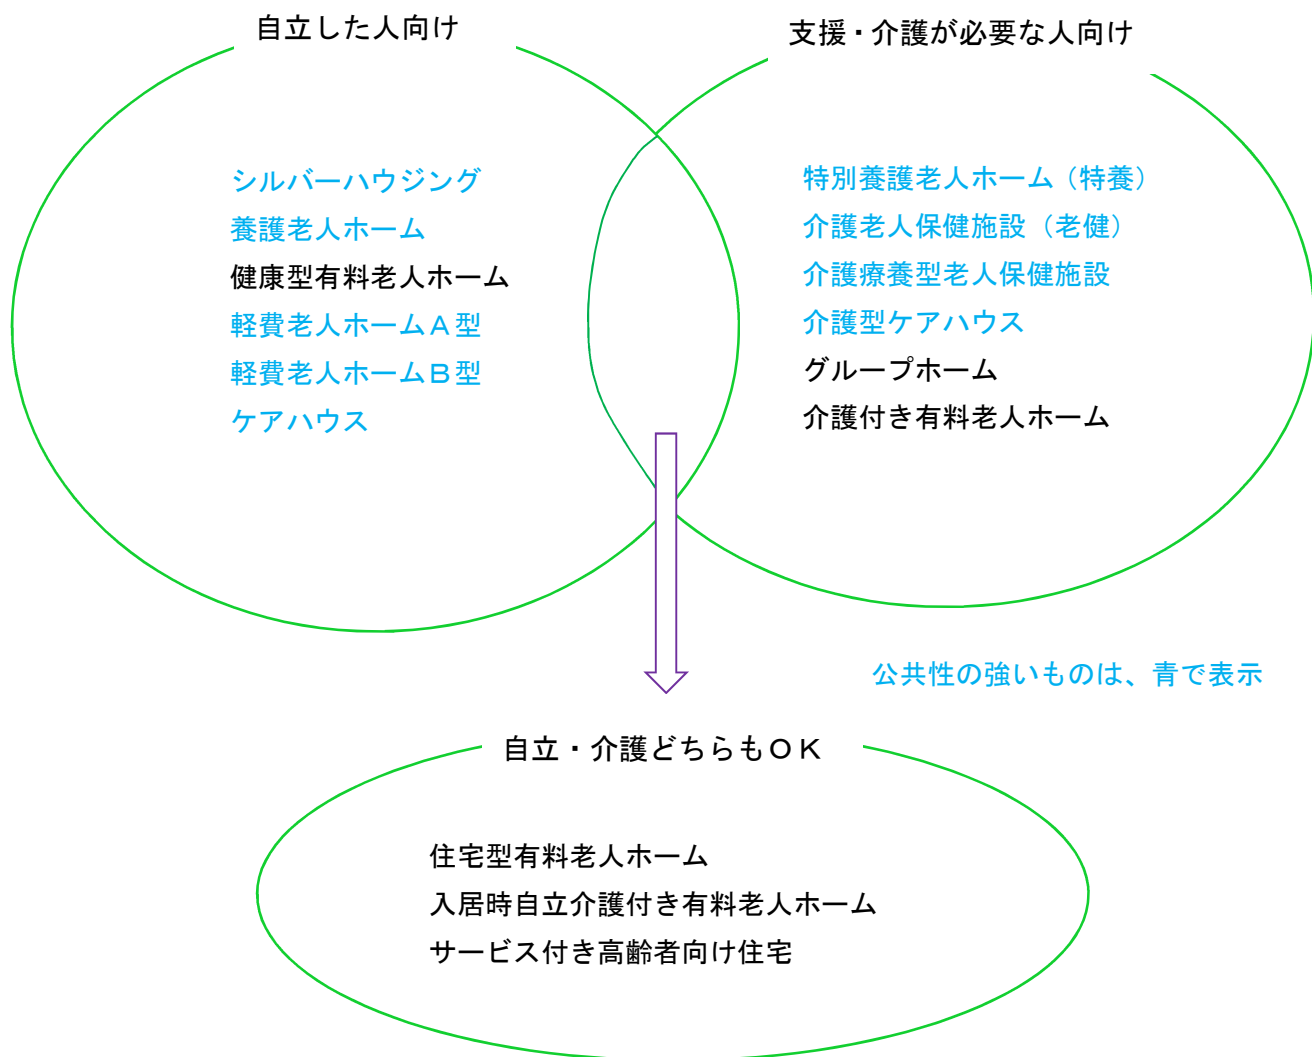 自立した人向け
支援・介護が必要な人向け
シルバーハウジング
養護老人ホーム
健康型有料老人ホーム
軽費老人ホームＡ型
軽費老人ホームＢ型
ケアハウス
特別養護老人ホーム（特養）
介護老人保健施設（老健）
介護療養型老人保健施設
介護型ケアハウス
グループホーム
介護付き有料老人ホーム
公共性の強いものは、青で表示
自立・介護どちらもＯＫ
住宅型有料老人ホーム
入居時自立介護付き有料老人ホーム
サービス付き高齢者向け住宅